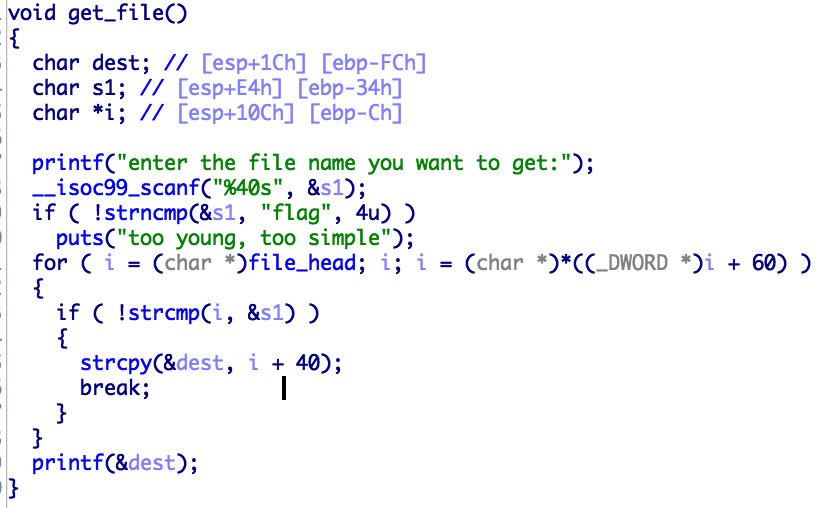 void get_file()
{
  char dest; // [esp+1Ch] [ebp-FCh]
  char s1; // [esp+E4h] [ebp-34h]
  char *i; // [esp+10Ch] [ebp-Ch]

  printf("enter the file name you want to get:");
  __isoc99_scanf("%40s", &s1);
  if ( !strncmp(&s1, "flag", 4u) )
    puts("too young, too simple");
  for ( i = (char *)file_head; i; i = (char *)*((_DWORD *)i + 60) )
  {
    if ( !strcmp(i, &s1) )
    {
      strcpy(&dest, i + 40);
      break;
    }
  }
  printf(&dest);
}